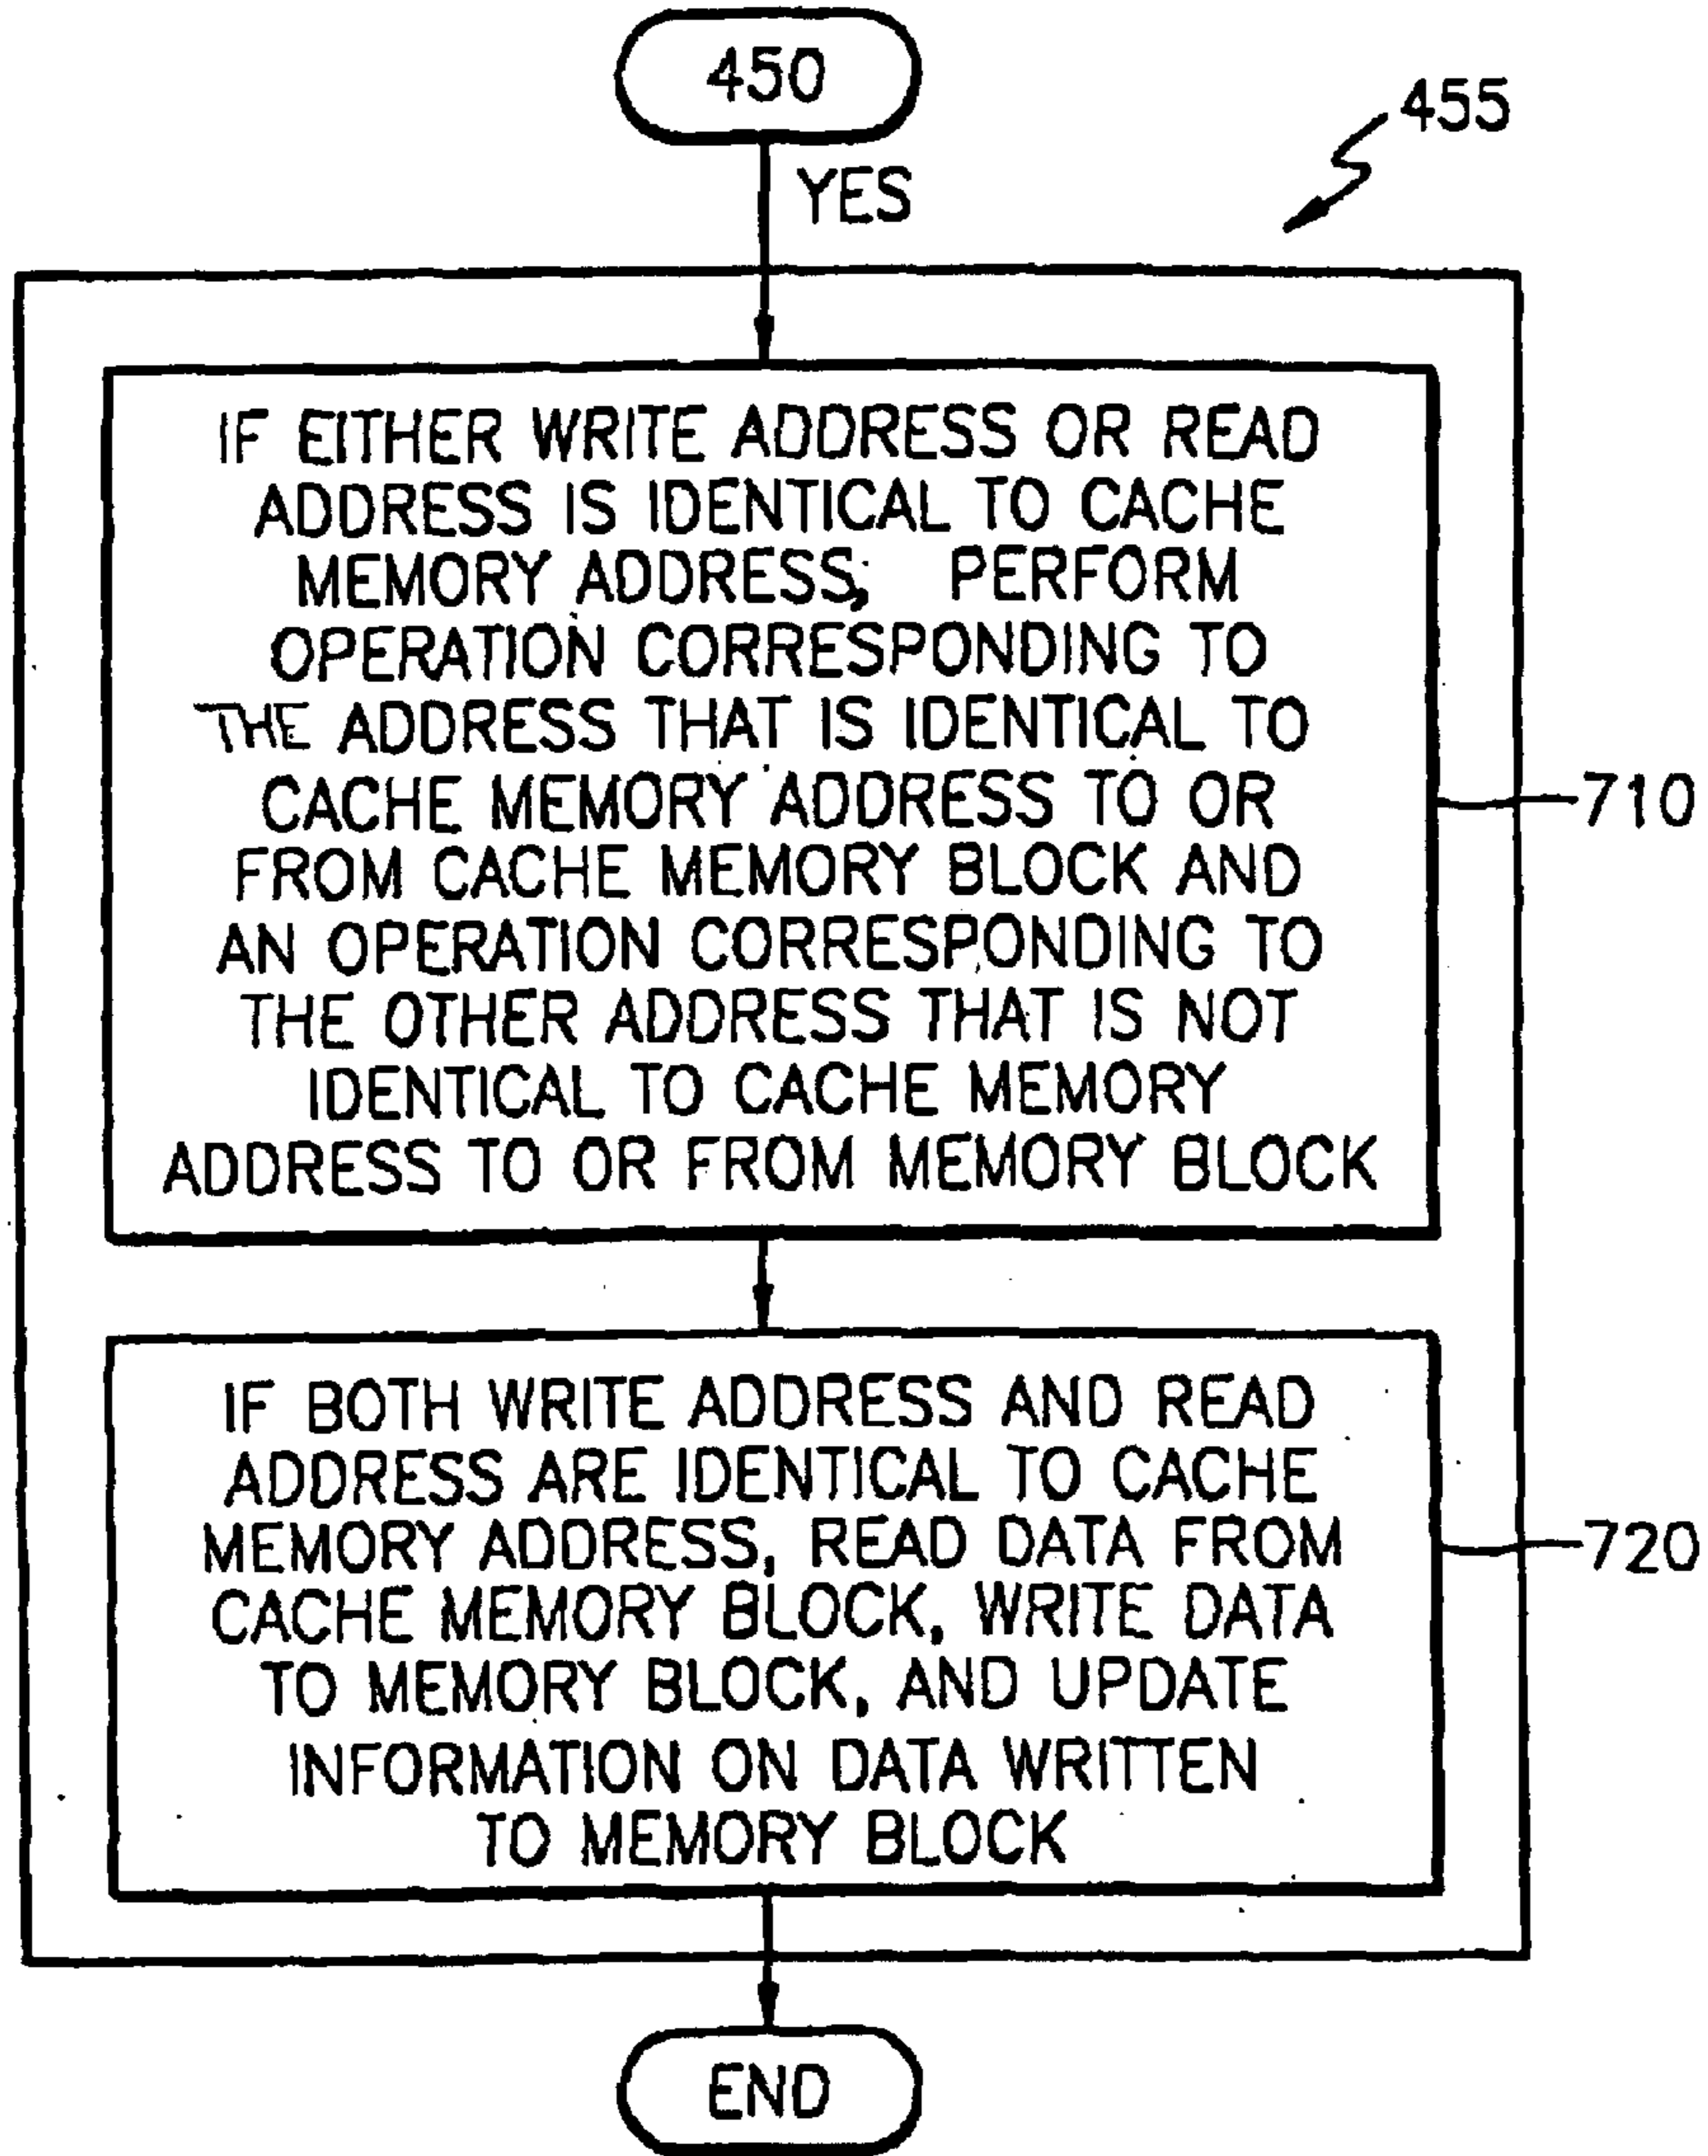 450
455
YES
IF EITHER WRITE ADDRESS OR READ
ADDRESS IS IDENTICAL TO CACHE
MEMORY ADDRESS, PERFORM
OPERATION CORRESPONDING TO
THE ADDRESS THAT IS IDENTICAL TO
CACHE MEMORY ADDRESS TO OR
FROM CACHE MEMORY BLOCK AND
AN OPERATION CORRESPONDING TO
THE OTHER ADDRESS THAT IS NOT
IDENTICAL TO CACHE MEMORY
ADDRESS TO OR FROM MEMORY BLOCK
710
IF BOTH WRITE ADDRESS AND READ
ADDRESS ARE IDENTICAL TO CACHE
MEMORY ADDRESS, READ DATA FROM
CACHE MEMORY BLOCK, WRITE DATA
TO MEMORY BLOCK, AND UPDATE
INFORMATION ON DATA WRITTEN
TO MEMORY BLOCK
720
END